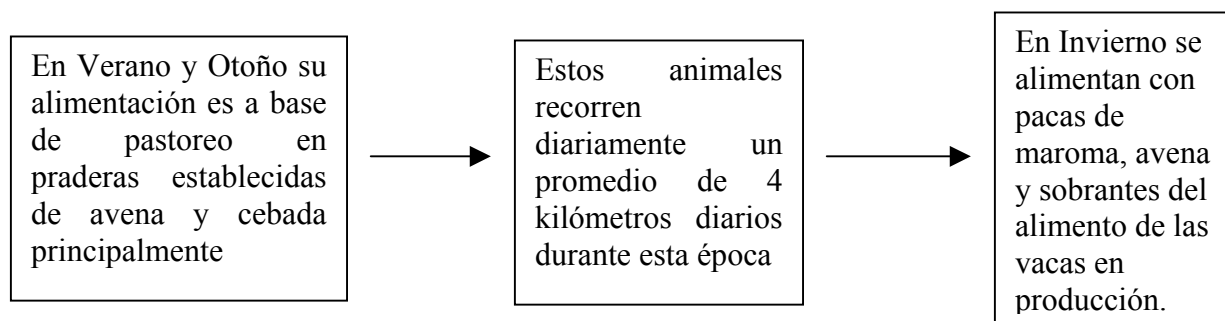 En Verano y Otoño su
alimentación es a base
de pastoreo en
praderas establecidas
de avena y cebada
principalmente
Estos animales
recorren
diariamente un
promedio de 4
kilómetros diarios
durante esta época
En Invierno se
alimentan con
pacas de
maroma, avena
y sobrantes del
alimento de las
vacas en
producción.